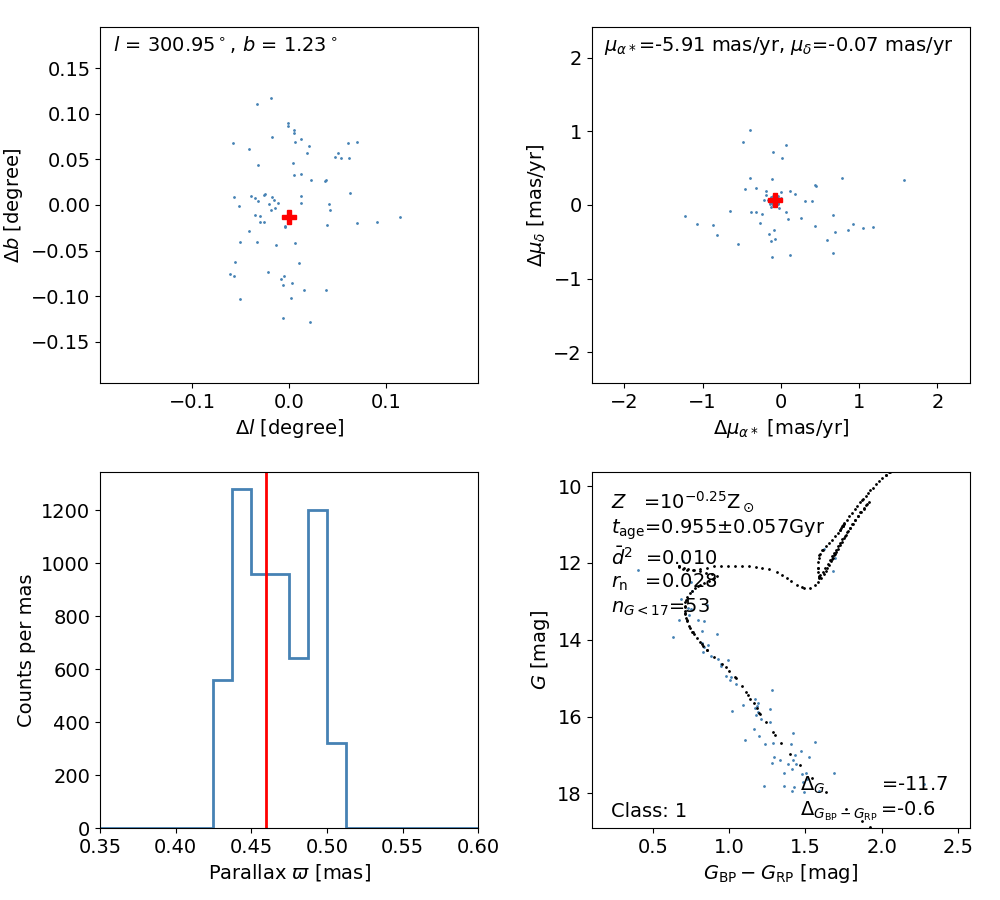 l = 300.95°, b = 1.23°
0.15
0.10
0.05
0.00
−0.05
−0.10
−0.15
Δb [degree]
−0.1 0.0 0.1
Δl [degree]
μα*=-5.91 mas/yr, μδ=-0.07 mas/yr
2
1
0
−1
−2
Δμδ [mas/yr]
−2 −1 0 1 2
Δμα* [mas/yr]
1200
1000
800
600
400
200
0
Counts per mas
0.35 0.40 0.45 0.50 0.55 0.60
Parallax ϖ [mas]
10
12
14
16
18
G [mag]
Z =10^−0.25 Z⊙
t_age=0.955±0.057Gyr
d̄² =0.010
r_n =0.028
n_G<17=53
Δ_G =-11.7
Class: 1 Δ_GBP−GRP=-0.6
0.5 1.0 1.5 2.0 2.5
G_BP − G_RP [mag]